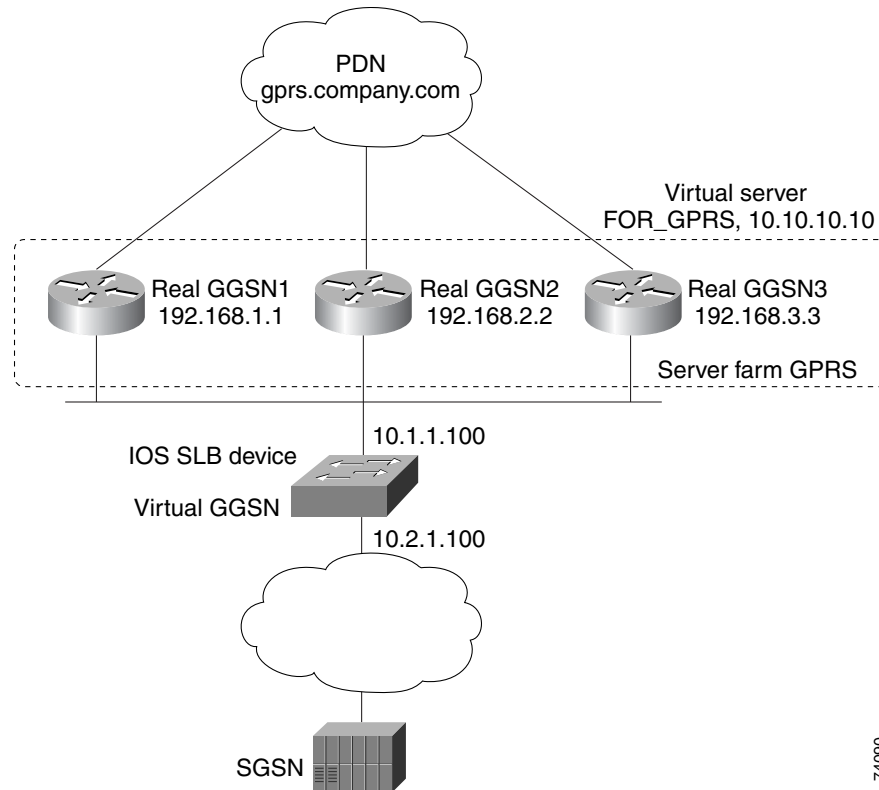 PDN
gprs.company.com
Virtual server
FOR_GPRS, 10.10.10.10
Real GGSN1
192.168.1.1
Real GGSN2
192.168.2.2
Real GGSN3
192.168.3.3
Server farm GPRS
10.1.1.100
IOS SLB device
Virtual GGSN
10.2.1.100
SGSN